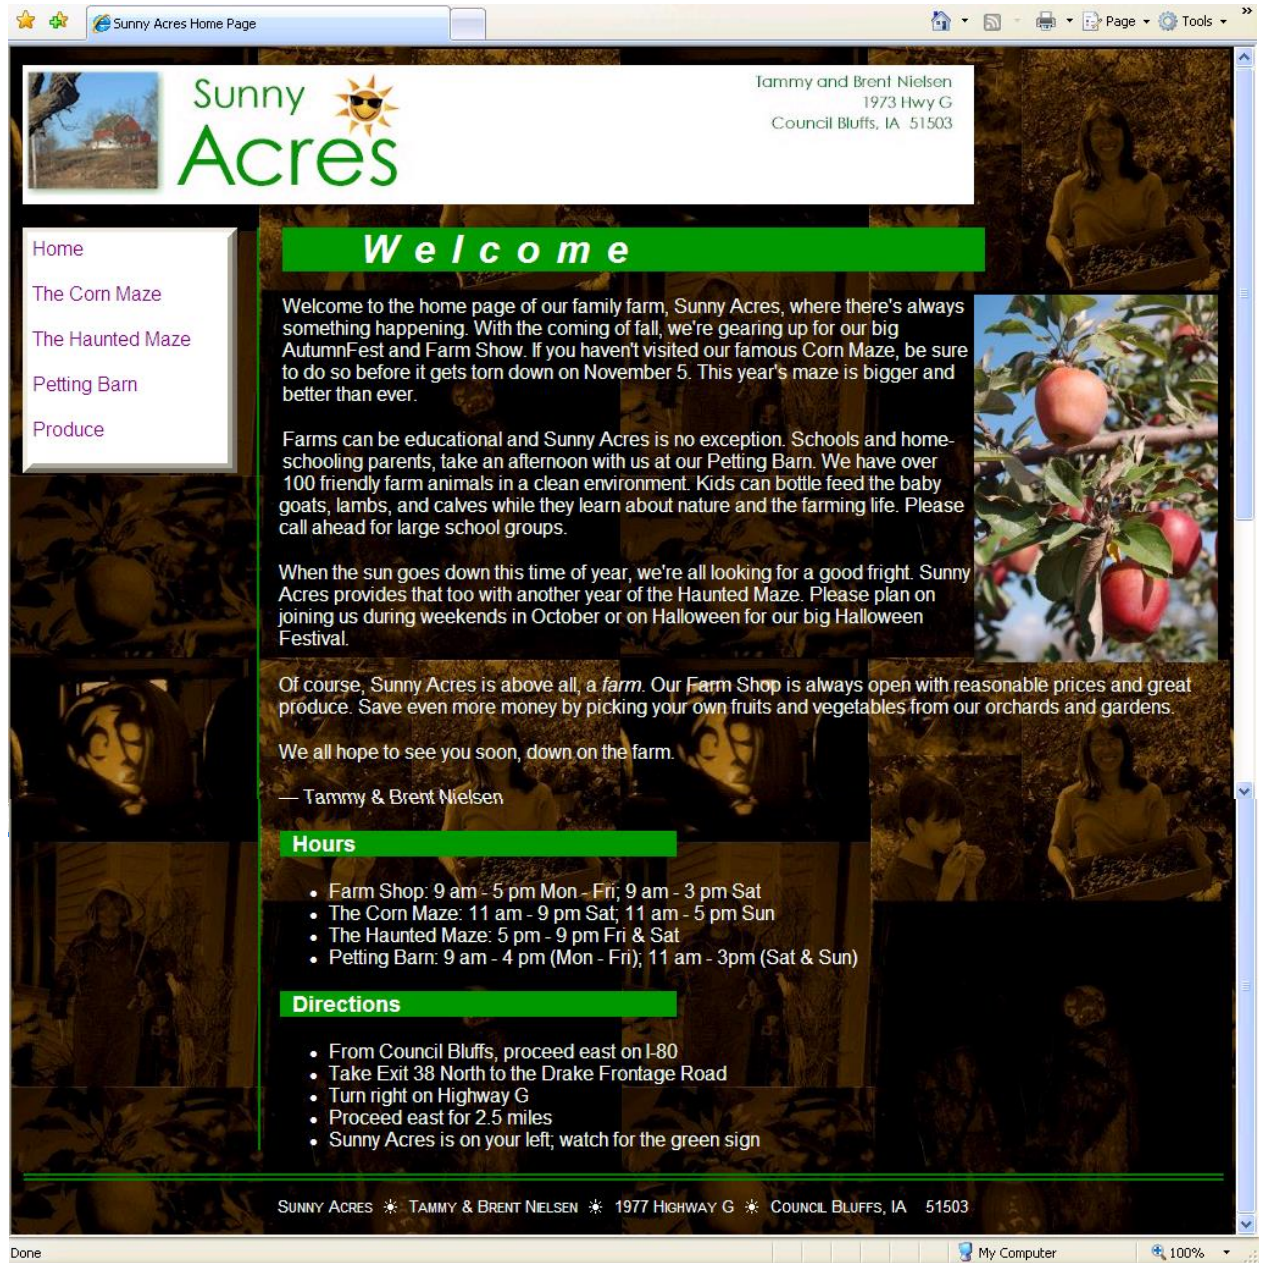 Sunny Acres Home Page
Page
Tools
»
Sunny
Acres
Tammy and Brent Nielsen
1973 Hwy G
Council Bluffs, IA 51503
Home
The Corn Maze
The Haunted Maze
Petting Barn
Produce
Welcome
Welcome to the home page of our family farm, Sunny Acres, where there's always
something happening. With the coming of fall, we're gearing up for our big
AutumnFest and Farm Show. If you haven't visited our famous Corn Maze, be sure
to do so before it gets torn down on November 5. This year's maze is bigger and
better than ever.
Farms can be educational and Sunny Acres is no exception. Schools and home-
schooling parents, take an afternoon with us at our Petting Barn. We have over
100 friendly farm animals in a clean environment. Kids can bottle feed the baby
goats, lambs, and calves while they learn about nature and the farming life. Please
call ahead for large school groups.
When the sun goes down this time of year, we're all looking for a good fright. Sunny
Acres provides that too with another year of the Haunted Maze. Please plan on
joining us during weekends in October or on Halloween for our big Halloween
Festival.
Of course, Sunny Acres is above all, a farm. Our Farm Shop is always open with reasonable prices and great
produce. Save even more money by picking your own fruits and vegetables from our orchards and gardens.
We all hope to see you soon, down on the farm.
— Tammy & Brent Nielsen
Hours
• Farm Shop: 9 am - 5 pm Mon - Fri; 9 am - 3 pm Sat
• The Corn Maze: 11 am - 9 pm Sat; 11 am - 5 pm Sun
• The Haunted Maze: 5 pm - 9 pm Fri & Sat
• Petting Barn: 9 am - 4 pm (Mon - Fri); 11 am - 3pm (Sat & Sun)
Directions
• From Council Bluffs, proceed east on I-80
• Take Exit 38 North to the Drake Frontage Road
• Turn right on Highway G
• Proceed east for 2.5 miles
• Sunny Acres is on your left; watch for the green sign
Sunny Acres ☀ Tammy & Brent Nielsen ☀ 1977 Highway G ☀ Council Bluffs, IA 51503
Done
My Computer
100%